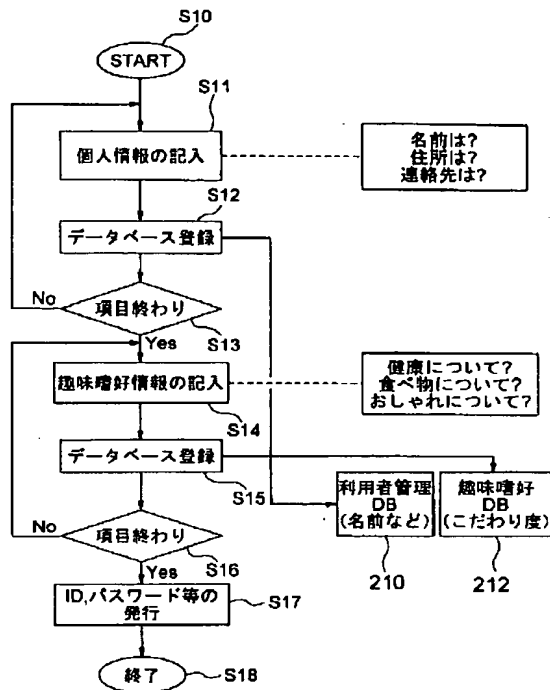 S10
START
S11
個人情報の記入
名前は?
住所は?
連絡先は?
S12
データベース登録
No
項目終わり
S13
Yes
趣味嗜好情報の記入
S14
健康について?
食べ物について?
おしゃれについて?
データベース登録
S15
利用者管理
DB
(名前など)
趣味嗜好
DB
(こだわり度)
No
項目終わり
S16
210
212
Yes
ID,パスワード等の
発行
S17
終了
S18